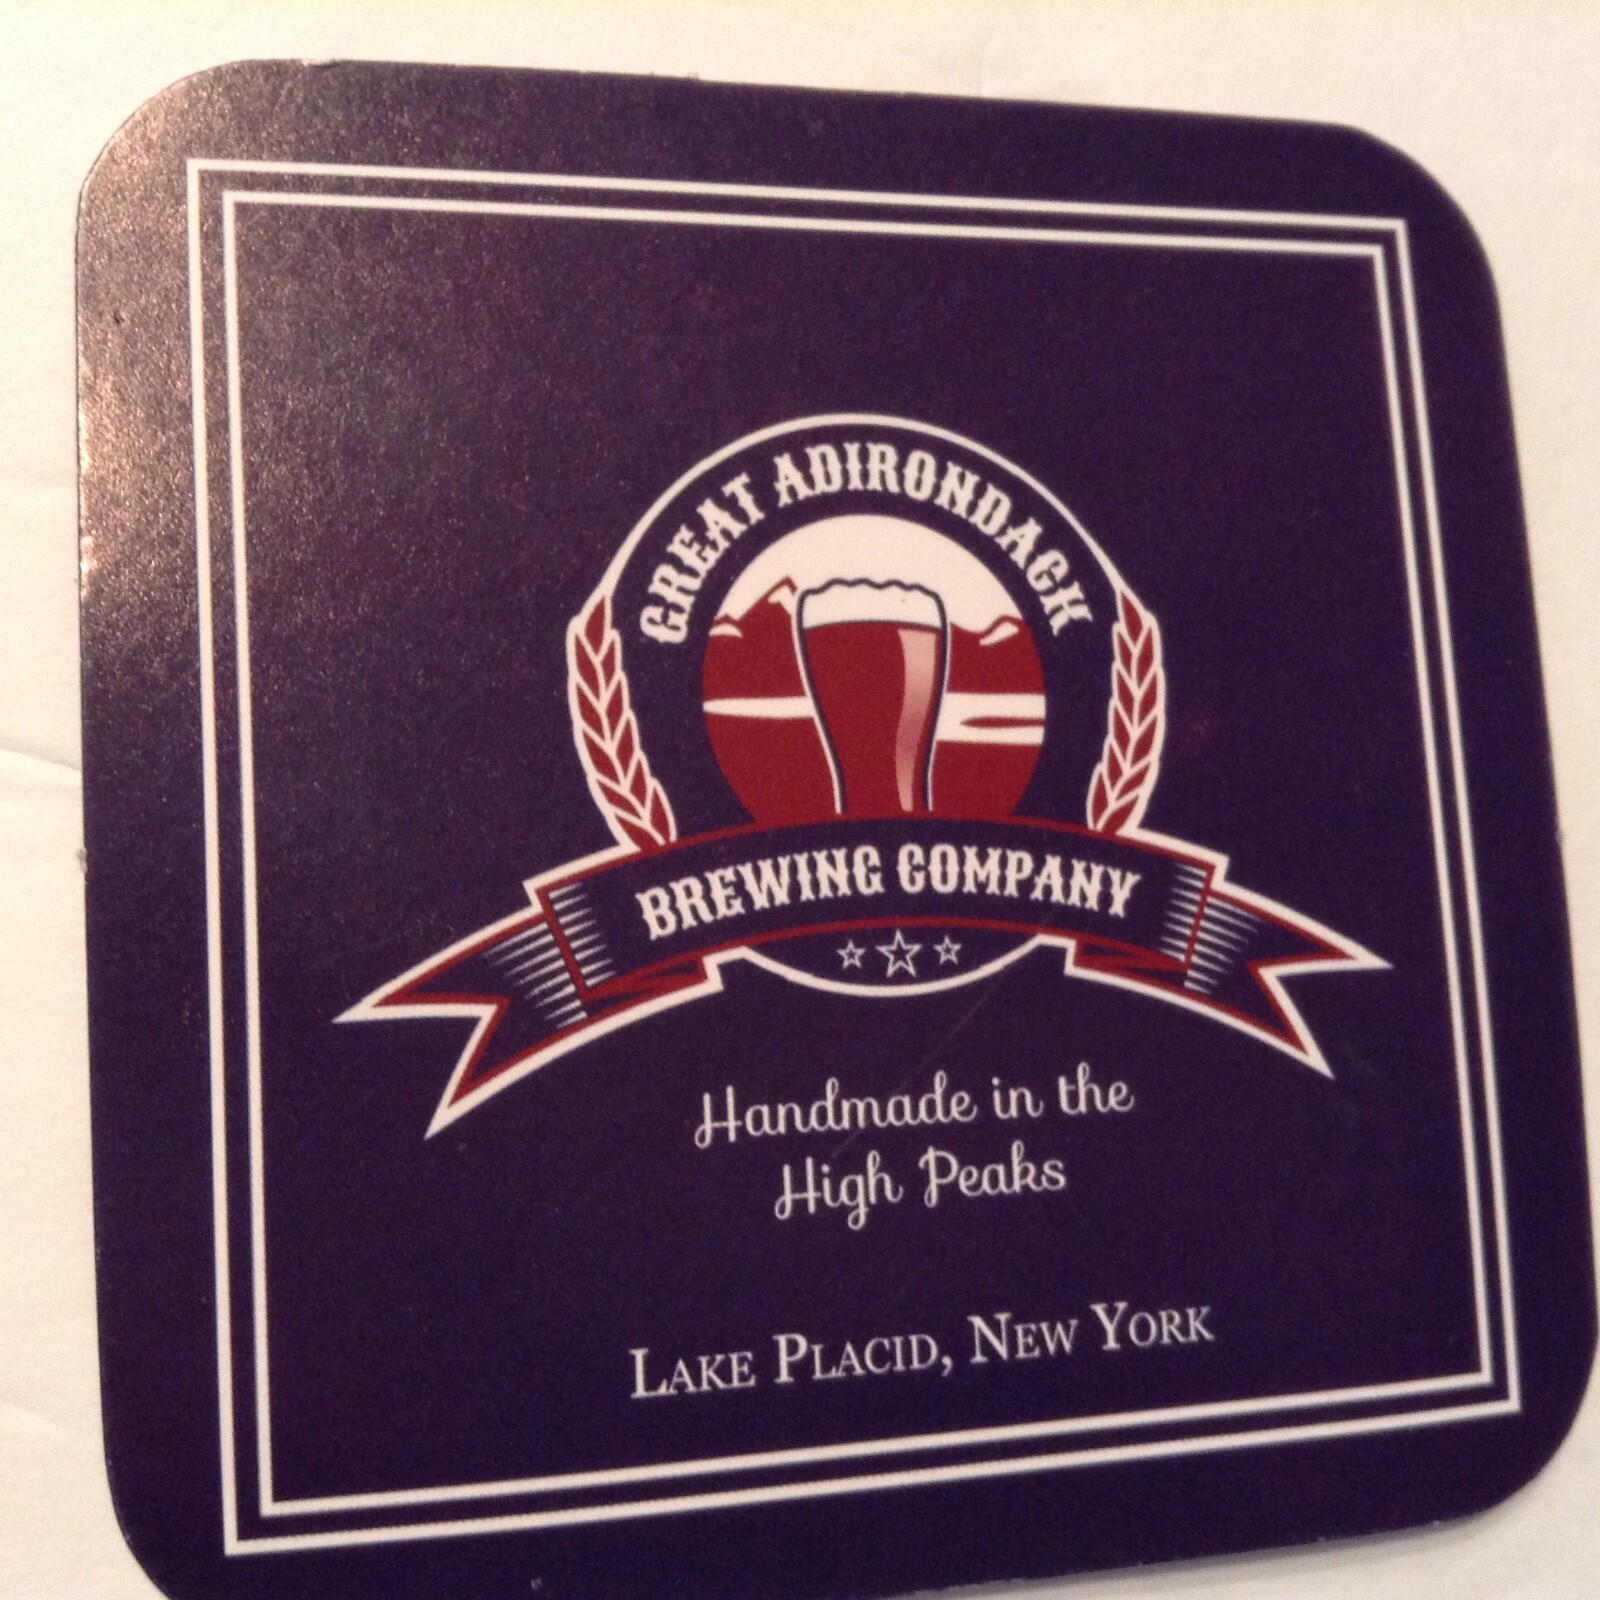 GREAT ADIRONDACK
BREWING COMPANY
Handmade in the
High Peaks
LAKE PLACID, NEW YORK